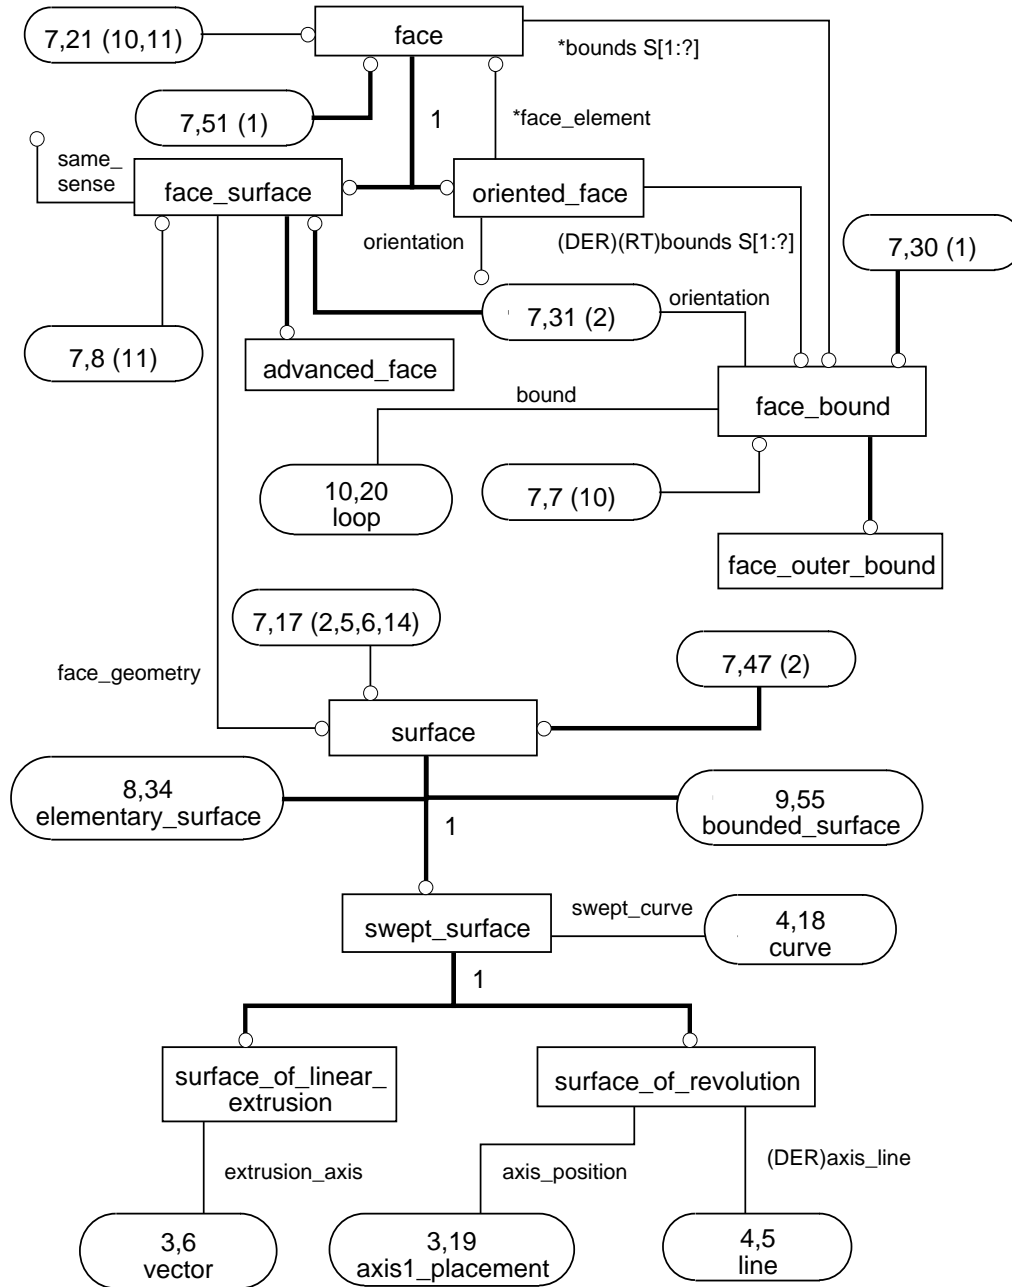 7,21 (10,11)
face
*bounds S[1:?]
7,51 (1)
1
*face_element
same_
sense
face_surface
oriented_face
orientation
(DER)(RT)bounds S[1:?]
7,30 (1)
7,31 (2)
orientation
7,8 (11)
advanced_face
bound
face_bound
10,20
loop
7,7 (10)
face_outer_bound
7,17 (2,5,6,14)
face_geometry
7,47 (2)
surface
8,34
elementary_surface
1
9,55
bounded_surface
swept_surface
swept_curve
4,18
curve
1
surface_of_linear_
extrusion
surface_of_revolution
extrusion_axis
axis_position
(DER)axis_line
3,6
vector
3,19
axis1_placement
4,5
line